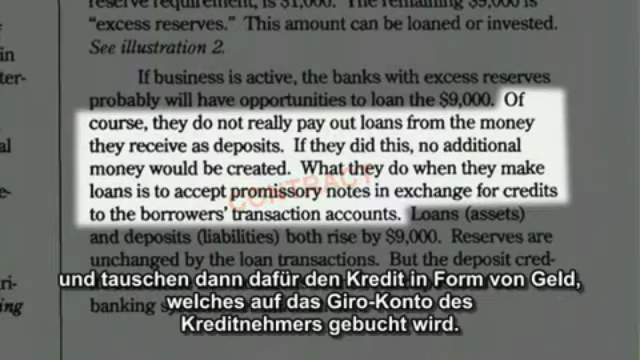 reserve requirement, is $1,000. The remaining $9,000 is
in
"excess reserves." This amount can be loaned or invested.
ter-
See illustration 2.
If business is active, the banks with excess reserves
probably will have opportunities to loan the $9,000. Of
course, they do not really pay out loans from the money
al
they receive as deposits. If they did this, no additional
money would be created. What they do when they make
e-
loans is to accept promissory notes in exchange for credits
CONTRACT
to the borrowers' transaction accounts. Loans (assets)
and deposits (liabilities) both rise by $9,000. Reserves are
unchanged by the loan transactions. But the deposit cred-
ri-
und tauschen dann dafür den Kredit in Form von Geld,
ing
banking
welches auf das Giro-Konto des
Kreditnehmers gebucht wird.